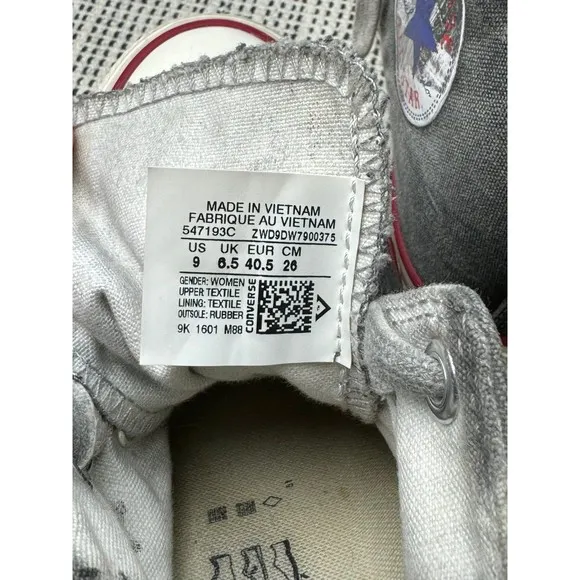 MADE IN VIETNAM
FABRIQUE AU VIETNAM
547193C ZWD9DW7900375
US UK EUR CM
9 6.5 40.5 26
GENDER: WOMEN
UPPER: TEXTILE
LINING: TEXTILE
OUTSOLE: RUBBER
9K 1601 M88
CONVERSE